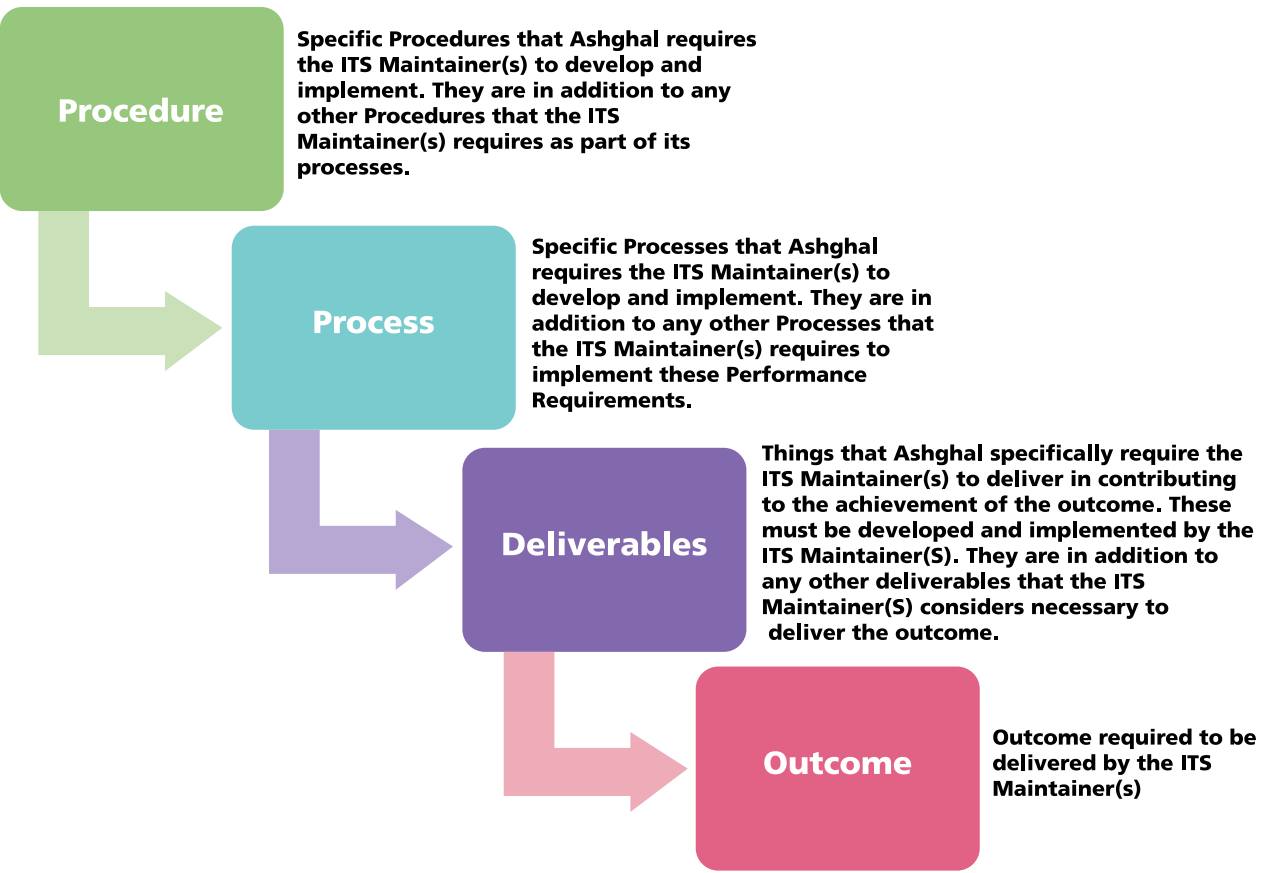 Procedure
Specific Procedures that Ashghal requires
the ITS Maintainer(s) to develop and
implement. They are in addition to any
other Procedures that the ITS
Maintainer(s) requires as part of its
processes.
Process
Specific Processes that Ashghal
requires the ITS Maintainer(s) to
develop and implement. They are in
addition to any other Processes that
the ITS Maintainer(s) requires to
implement these Performance
Requirements.
Deliverables
Things that Ashghal specifically require the
ITS Maintainer(s) to deliver in contributing
to the achievement of the outcome. These
must be developed and implemented by the
ITS Maintainer(S). They are in addition to
any other deliverables that the ITS
Maintainer(S) considers necessary to
deliver the outcome.
Outcome
Outcome required to be
delivered by the ITS
Maintainer(s)